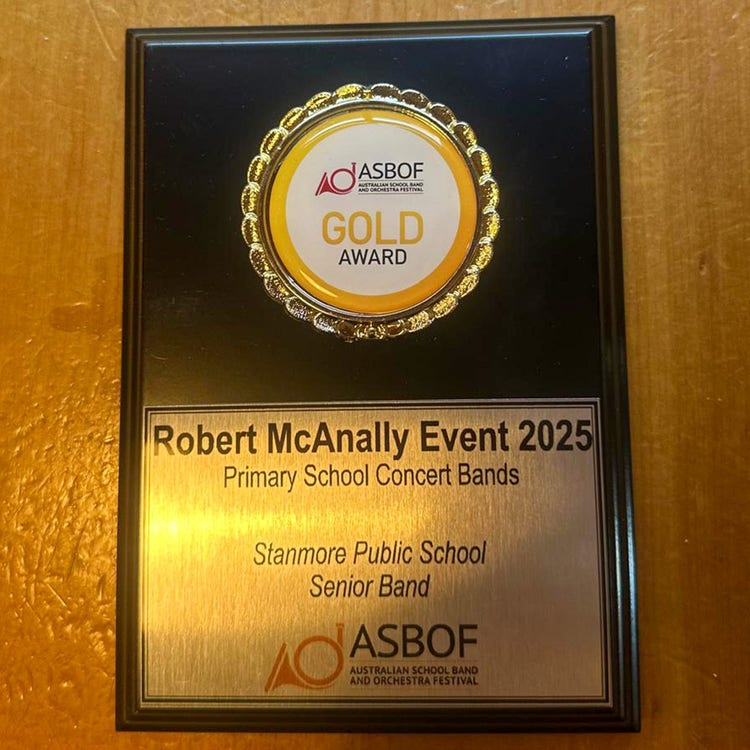 ASBOF
AUSTRALIAN SCHOOL BAND
AND ORCHESTRA FESTIVAL
GOLD
AWARD
Robert McAnally Event 2025
Primary School Concert Bands
Stanmore Public School
Senior Band
ASBOF
AUSTRALIAN SCHOOL BAND
AND ORCHESTRA FESTIVAL